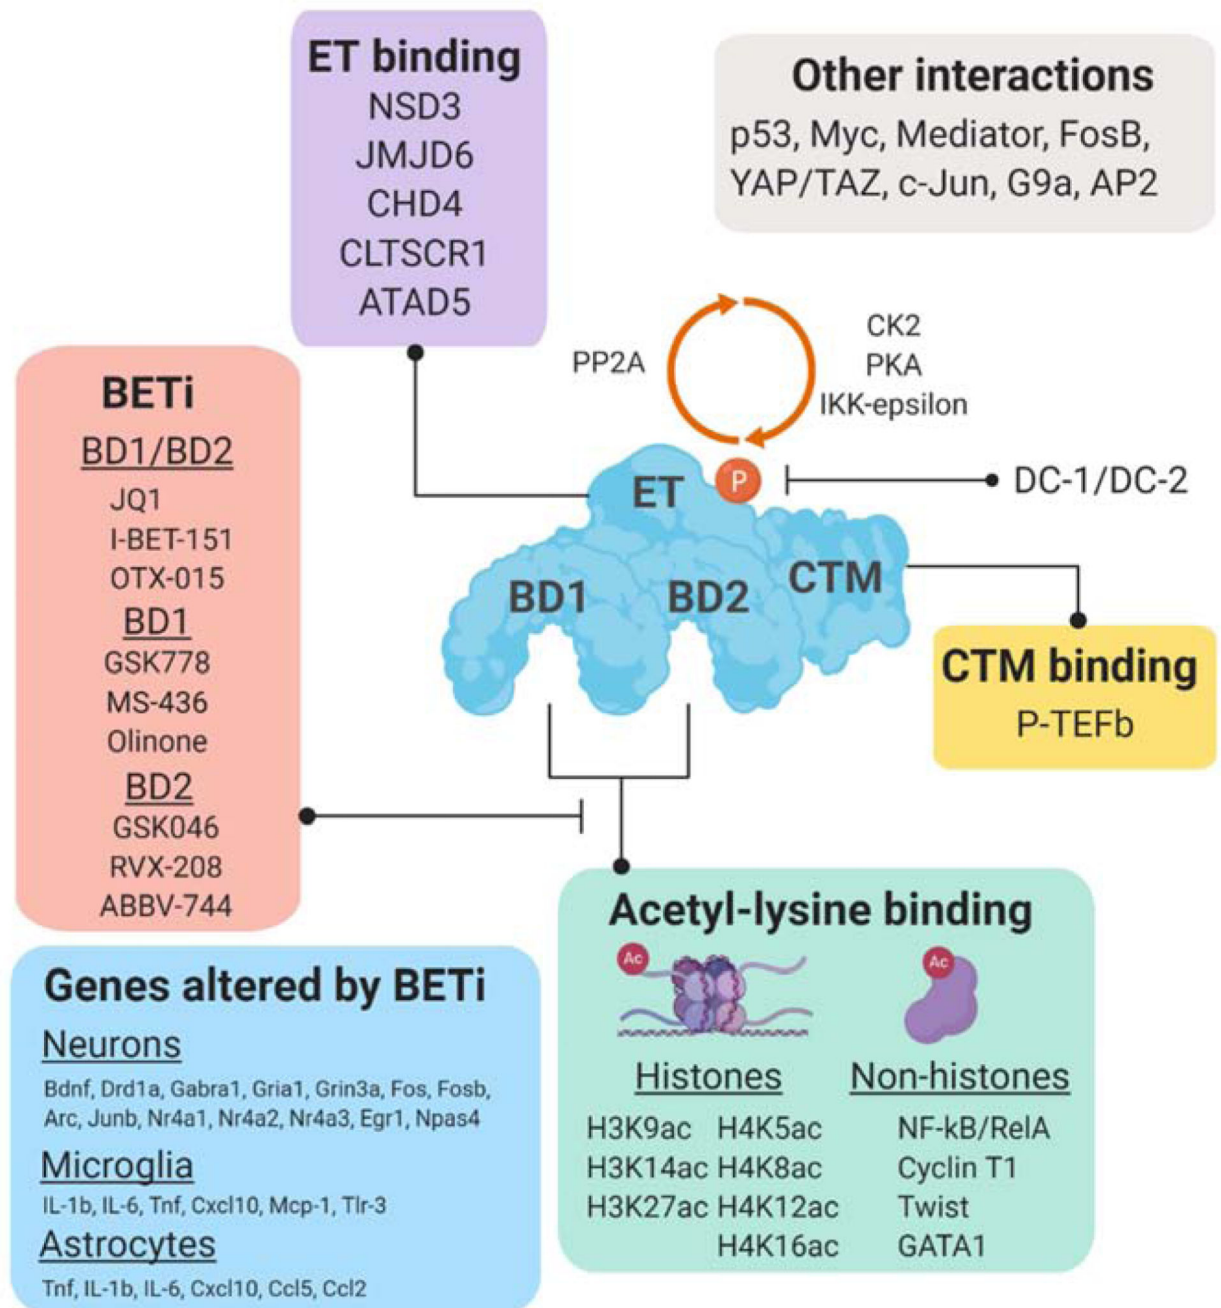 ET binding
NSD3
JMJD6
CHD4
CLTSCR1
ATAD5
Other interactions
p53, Myc, Mediator, FosB,
YAP/TAZ, c-Jun, G9a, AP2
PP2A
CK2
PKA
IKK-epsilon
BETi
BD1/BD2
JQ1
I-BET-151
OTX-015
BD1
GSK778
MS-436
Olinone
BD2
GSK046
RVX-208
ABBV-744
ET
P
DC-1/DC-2
BD1
BD2
CTM
CTM binding
P-TEFb
Acetyl-lysine binding
Ac
Ac
Histones
H3K9ac H4K5ac
H3K14ac H4K8ac
H3K27ac H4K12ac
H4K16ac
Non-histones
NF-kB/RelA
Cyclin T1
Twist
GATA1
Genes altered by BETi
Neurons
Bdnf, Drd1a, Gabra1, Gria1, Grin3a, Fos, Fosb,
Arc, Junb, Nr4a1, Nr4a2, Nr4a3, Egr1, Npas4
Microglia
IL-1b, IL-6, Tnf, Cxcl10, Mcp-1, Tlr-3
Astrocytes
Tnf, IL-1b, IL-6, Cxcl10, Ccl5, Ccl2